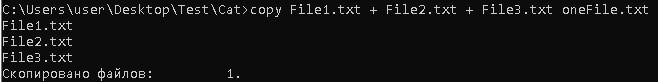 C:\Users\user\Desktop\Test\Cat>copy File1.txt + File2.txt + File3.txt oneFile.txt
File1.txt
File2.txt
File3.txt
Скопировано файлов:         1.